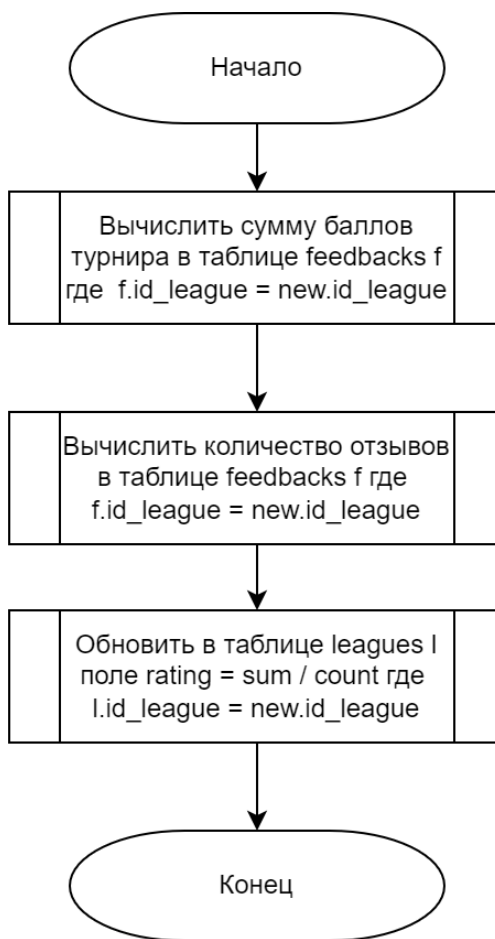 Начало
Вычислить сумму баллов
турнира в таблице feedbacks f
где f.id_league = new.id_league
Вычислить количество отзывов
в таблице feedbacks f где
f.id_league = new.id_league
Обновить в таблице leagues l
поле rating = sum / count где
l.id_league = new.id_league
Конец